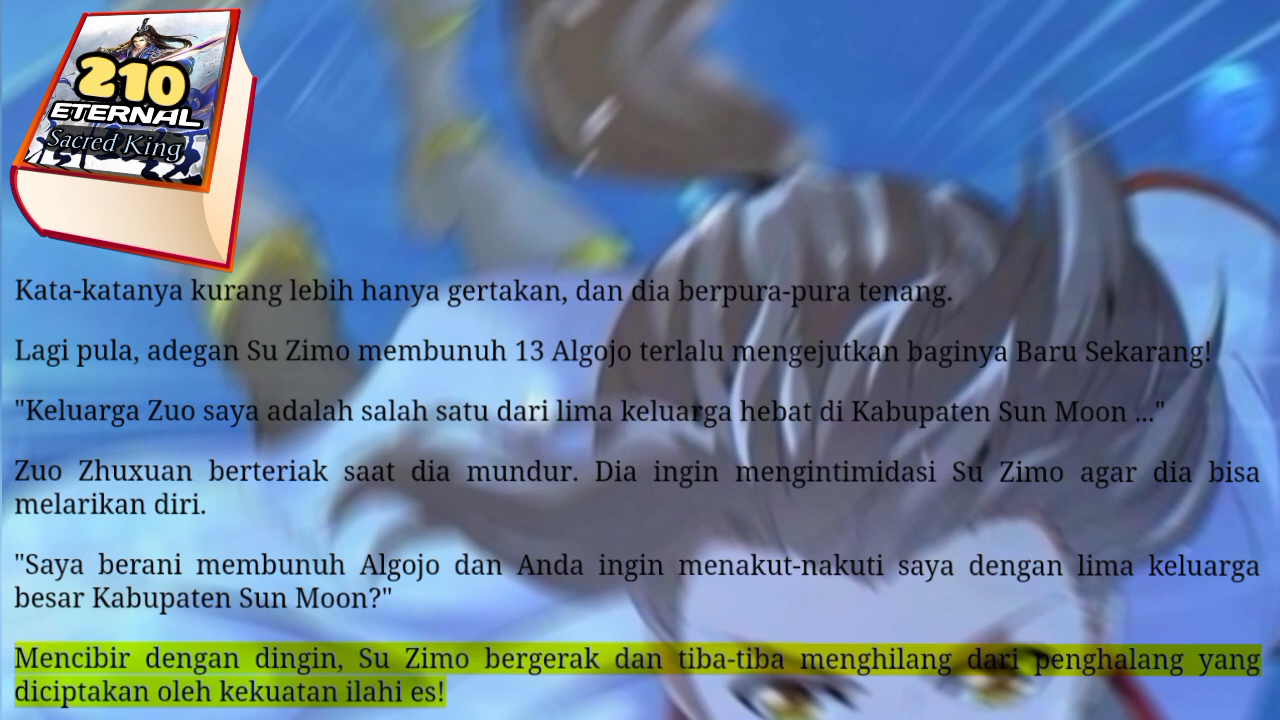 210
ETERNAL
Sacred King
Kata-katanya kurang lebih hanya gertakan, dan dia berpura-pura tenang.
Lagi pula, adegan Su Zimo membunuh 13 Algojo terlalu mengejutkan baginya Baru Sekarang!
"Keluarga Zuo saya adalah salah satu dari lima keluarga hebat di Kabupaten Sun Moon ..."
Zuo Zhuxuan berteriak saat dia mundur. Dia ingin mengintimidasi Su Zimo agar dia bisa
melarikan diri.
"Saya berani membunuh Algojo dan Anda ingin menakut-nakuti saya dengan lima keluarga
besar Kabupaten Sun Moon?"
Mencibir dengan dingin, Su Zimo bergerak dan tiba-tiba menghilang dari penghalang yang
diciptakan oleh kekuatan ilahi es!